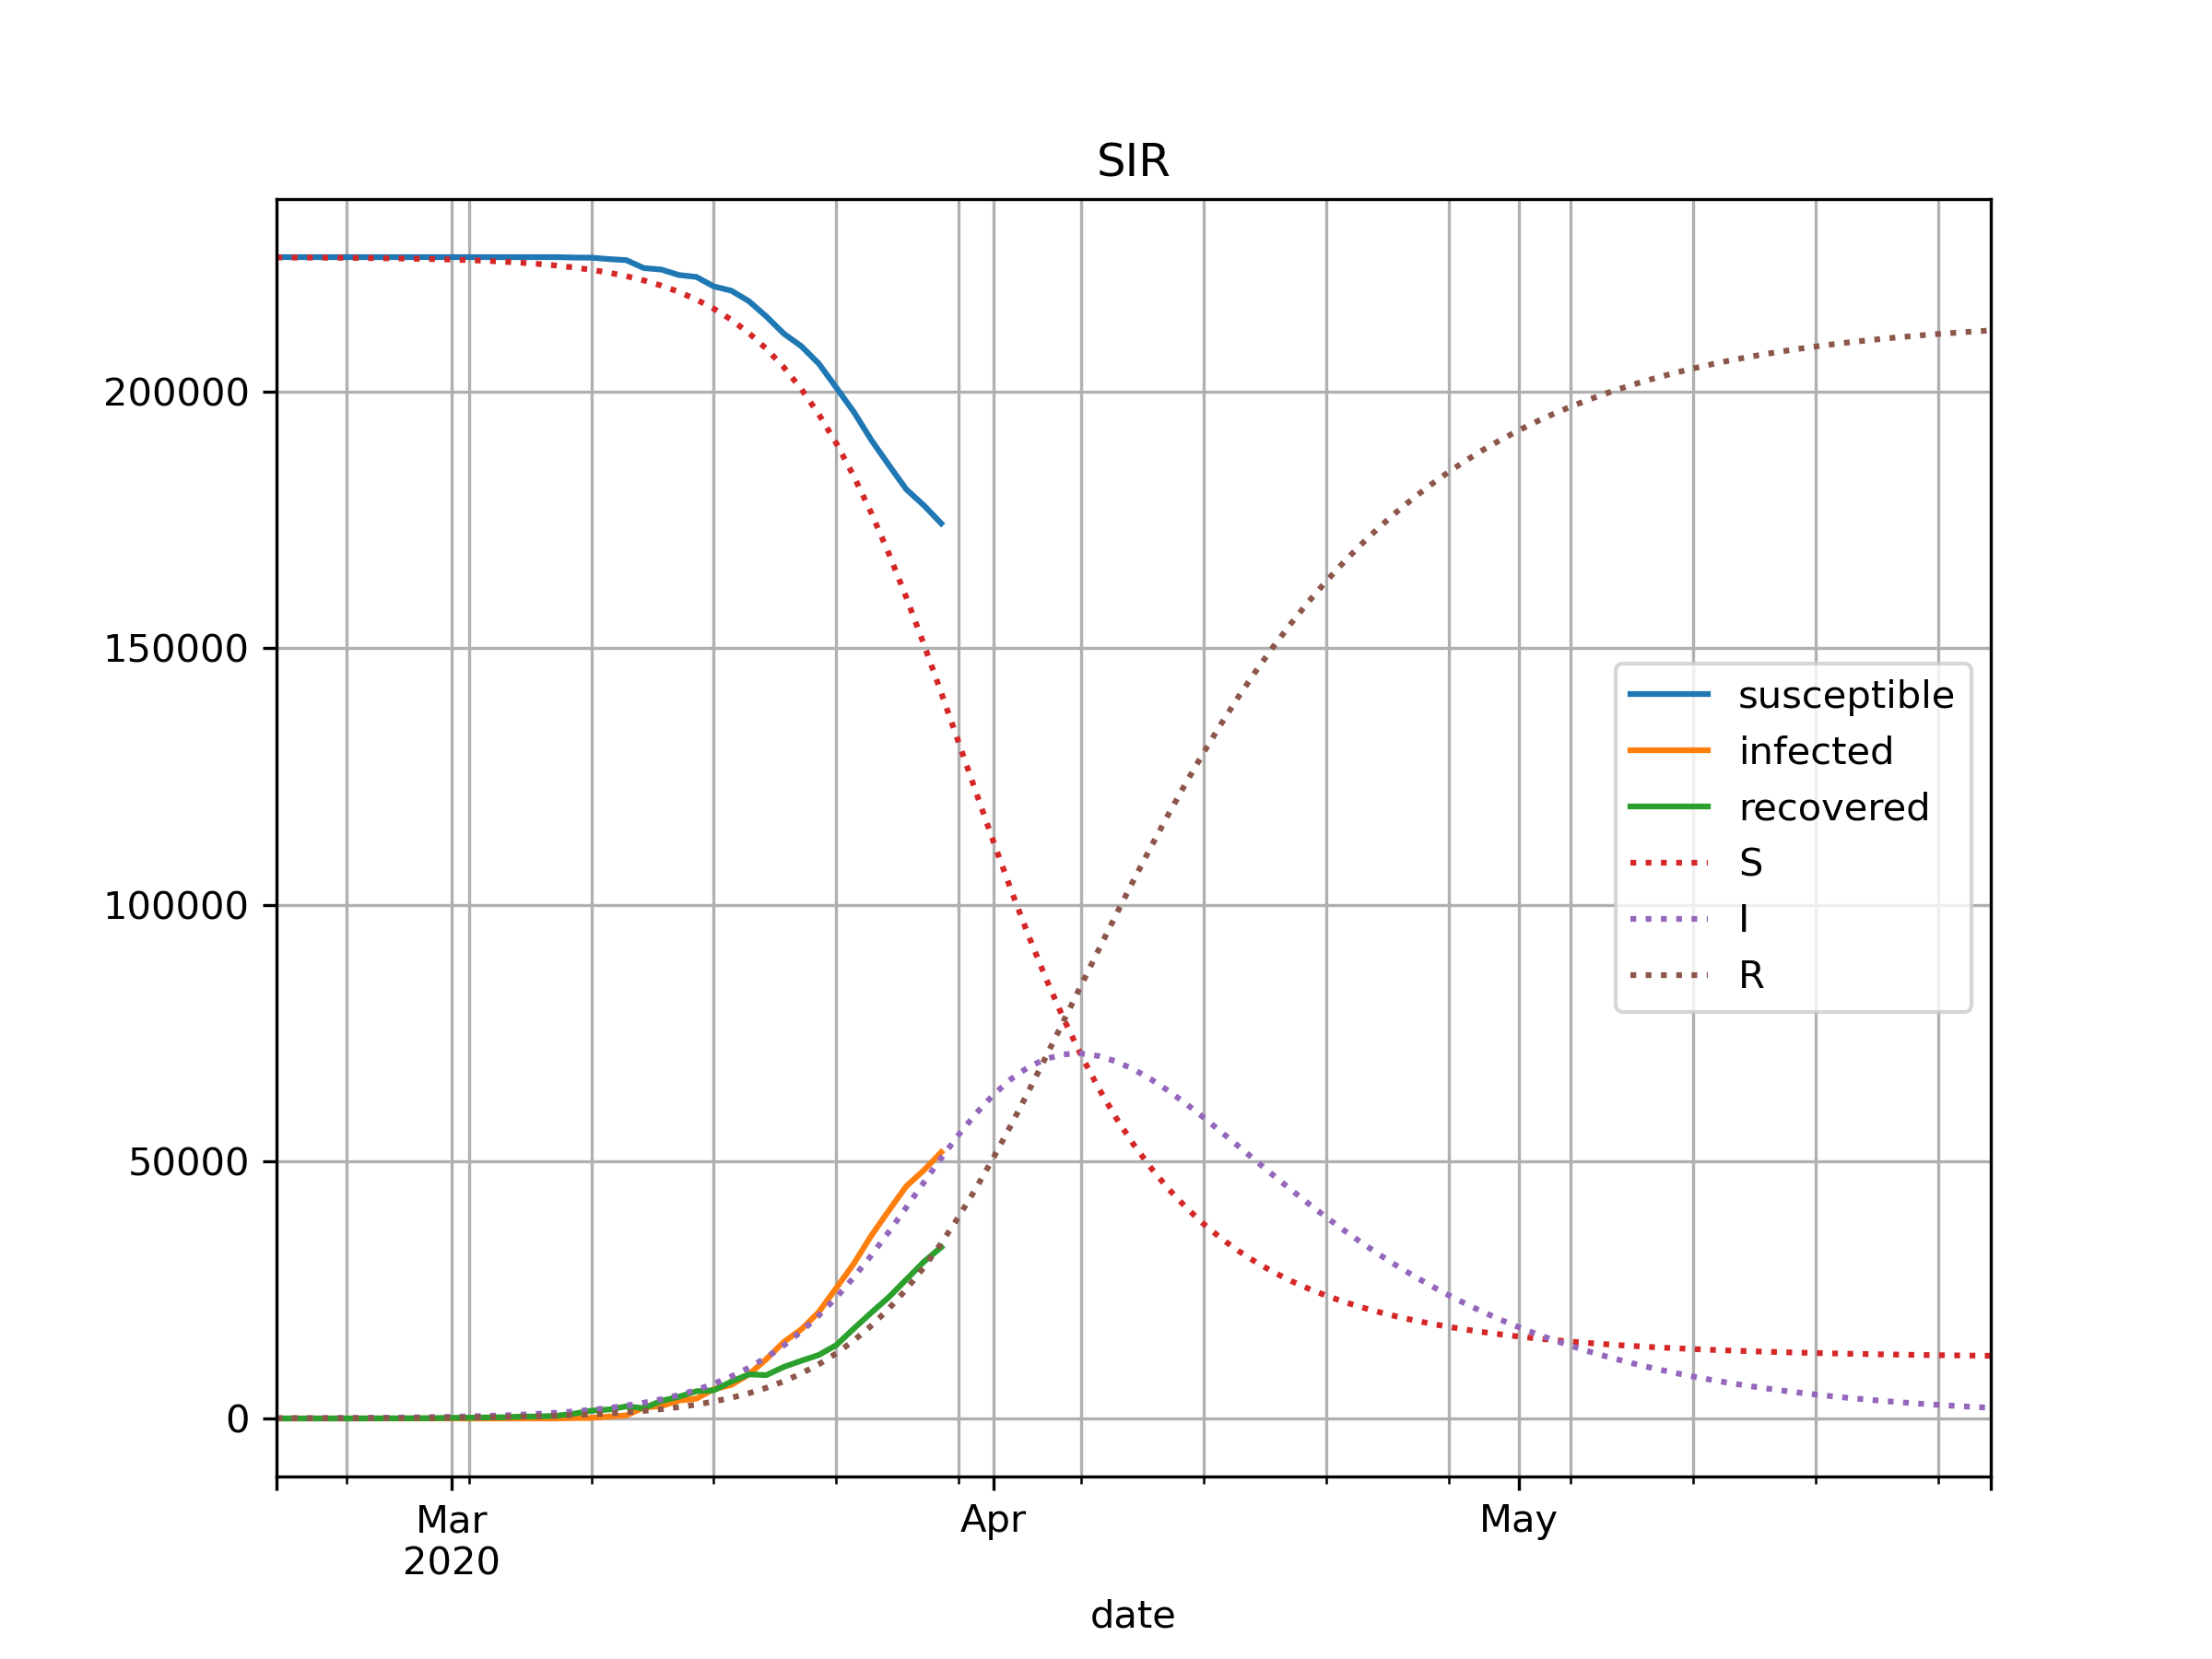 SIR
200000
150000
100000
50000
0
susceptible
infected
recovered
S
I
R
Mar
2020
Apr
May
date